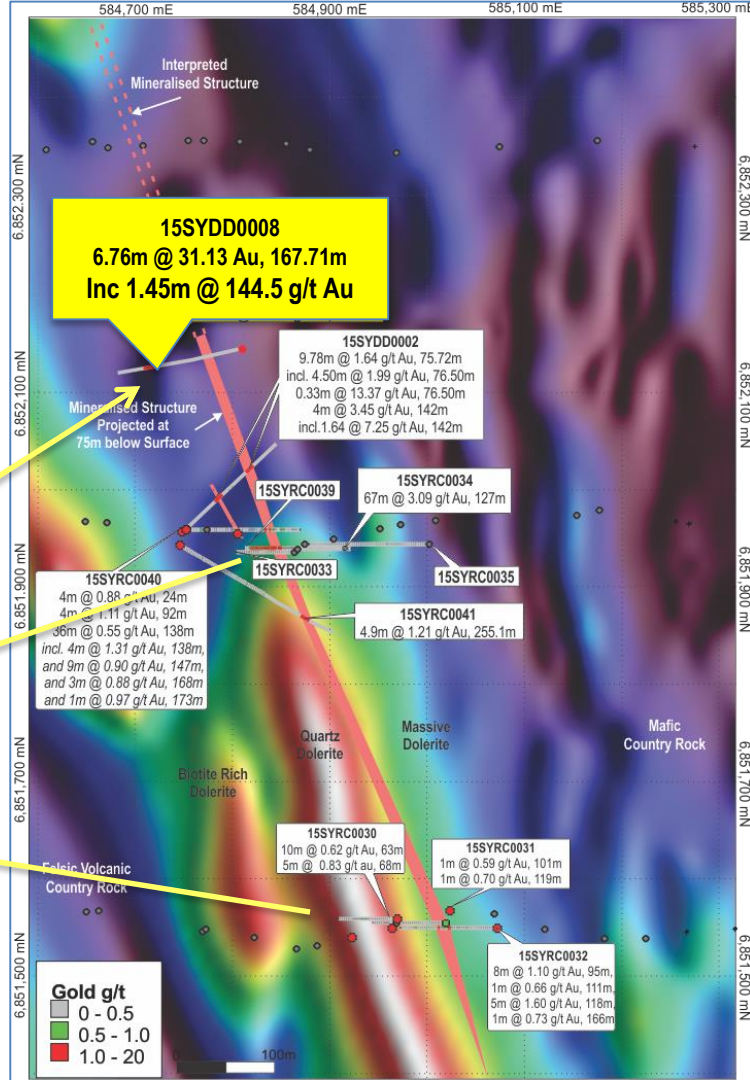 584,700 mE
584,900 mE
585,100 mE
585,300 mE
Interpreted
Mineralised Structure
6,852,300 mN
6,852,300 mN
15SYDD0008
6.76m @ 31.13 Au, 167.71m
Inc 1.45m @ 144.5 g/t Au
15SYDD0002
9.78m @ 1.64 g/t Au, 75.72m
incl. 4.50m @ 1.99 g/t Au, 76.50m
0.33m @ 13.37 g/t Au, 76.50m
4m @ 3.45 g/t Au, 142m
incl.1.64 @ 7.25 g/t Au, 142m
6,852,100 mN
6,852,100 mN
Mineralised Structure
Projected at
75m below Surface
15SYRC0039
15SYRC0034
67m @ 3.09 g/t Au, 127m
15SYRC0033
15SYRC0035
6,851,900 mN
6,851,900 mN
15SYRC0040
4m @ 0.88 g/t Au, 24m
4m @ 1.11 g/t Au, 92m
36m @ 0.55 g/t Au, 138m
incl. 4m @ 1.31 g/t Au, 138m,
and 9m @ 0.90 g/t Au, 147m,
and 3m @ 0.88 g/t Au, 168m
and 1m @ 0.97 g/t Au, 173m
15SYRC0041
4.9m @ 1.21 g/t Au, 255.1m
Quartz
Dolerite
Massive
Dolerite
Mafic
Country Rock
Biotite Rich
Dolerite
6,851,700 mN
6,851,700 mN
15SYRC0030
10m @ 0.62 g/t Au, 63m
5m @ 0.83 g/t au, 68m
15SYRC0031
1m @ 0.59 g/t Au, 101m
1m @ 0.70 g/t Au, 119m
Felsic Volcanic
Country Rock
15SYRC0032
8m @ 1.10 g/t Au, 95m,
1m @ 0.66 g/t Au, 111m,
5m @ 1.60 g/t Au, 118m,
1m @ 0.73 g/t Au, 166m
6,851,500 mN
6,851,500 mN
Gold g/t
0 - 0.5
0.5 - 1.0
1.0 - 20
0 100m